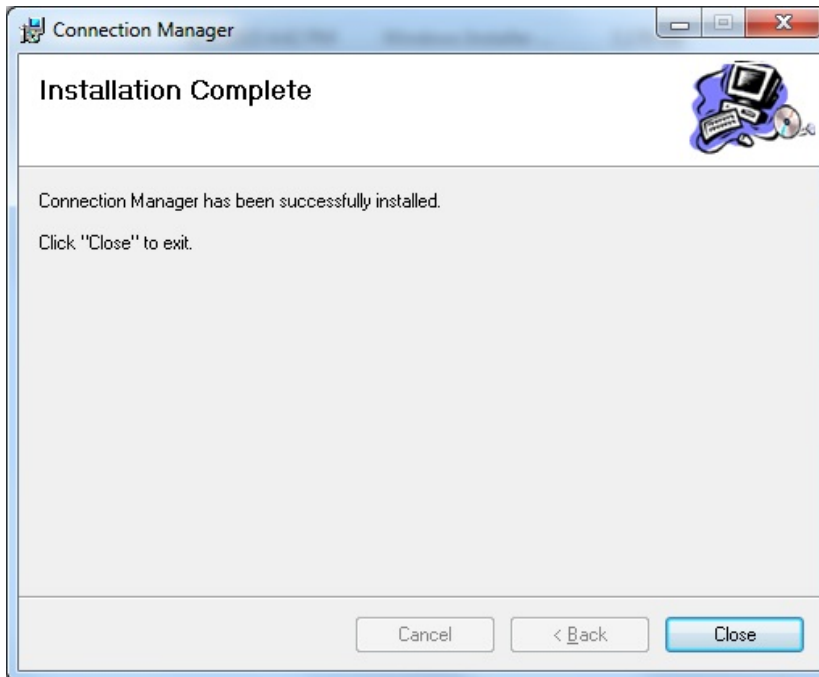 Connection Manager
Installation Complete
Connection Manager has been successfully installed.
Click "Close" to exit.
Cancel
< Back
Close